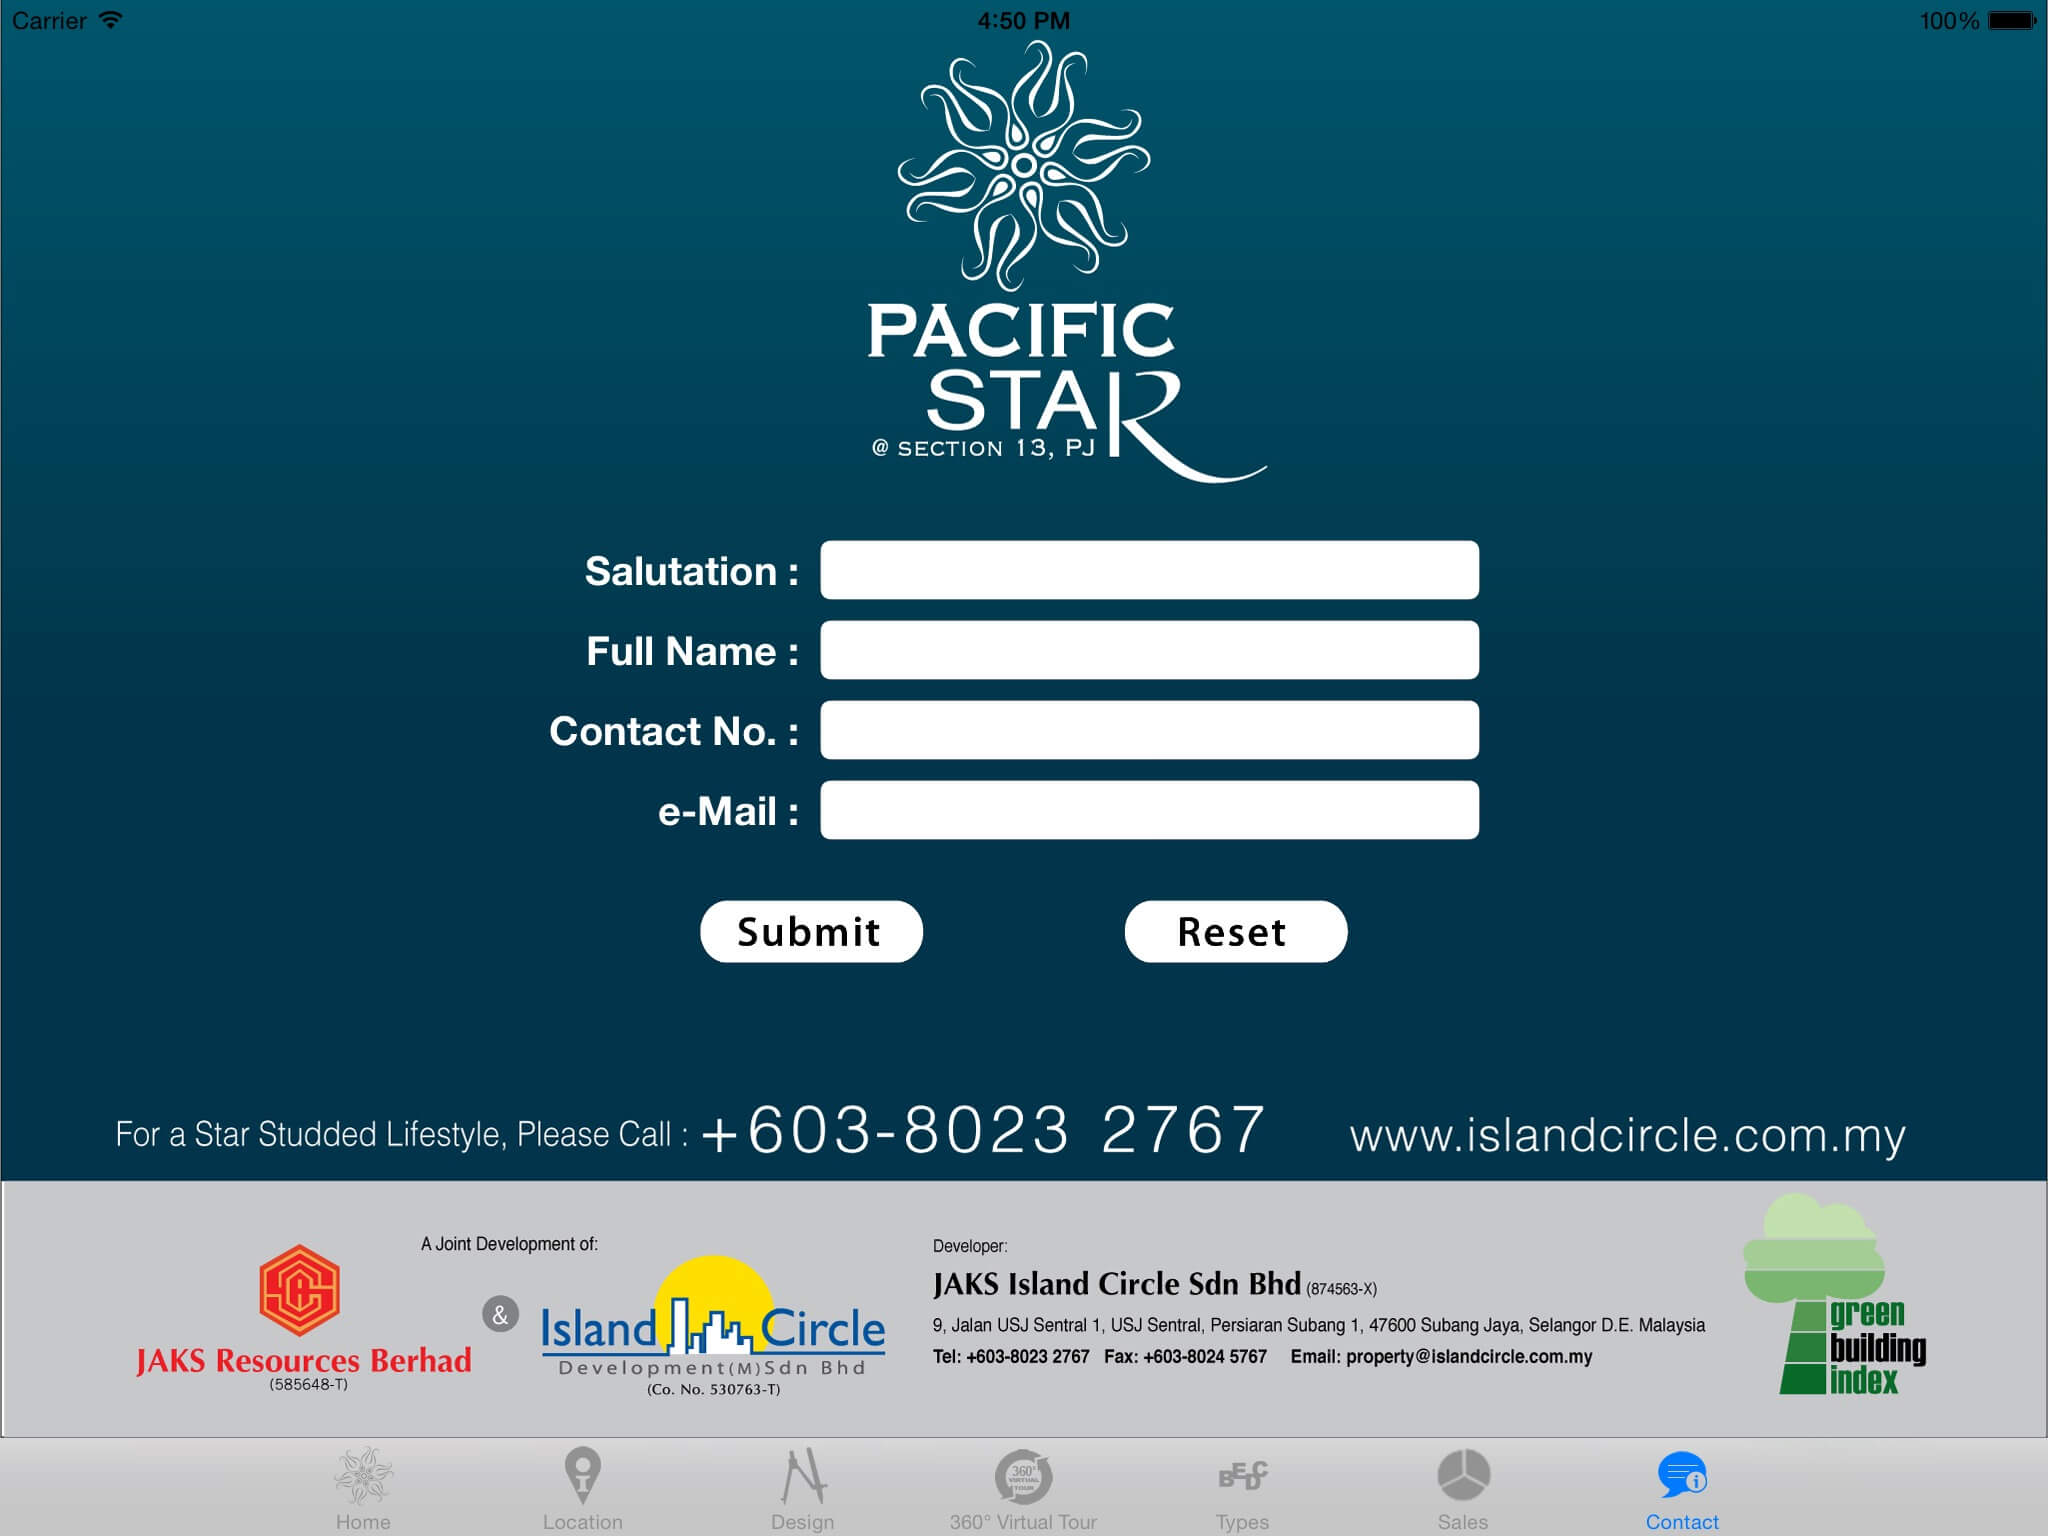 Carrier 4:50 PM 100%
PACIFIC
STAR
@ SECTION 13, PJ
Salutation :
Full Name :
Contact No. :
e-Mail :
Submit Reset
For a Star Studded Lifestyle, Please Call : +603-8023 2767 www.islandcircle.com.my
A Joint Development of:
JAKS Resources Berhad
(585648-T)
&
Island Circle
Development(M)Sdn Bhd
(Co. No. 530763-T)
Developer:
JAKS Island Circle Sdn Bhd (874563-X)
9, Jalan USJ Sentral 1, USJ Sentral, Persiaran Subang 1, 47600 Subang Jaya, Selangor D.E. Malaysia
Tel: +603-8023 2767 Fax: +603-8024 5767 Email: property@islandcircle.com.my
green
building
index
360°
VIRTUAL
TOUR
BEDC
Home Location Design 360° Virtual Tour Types Sales Contact